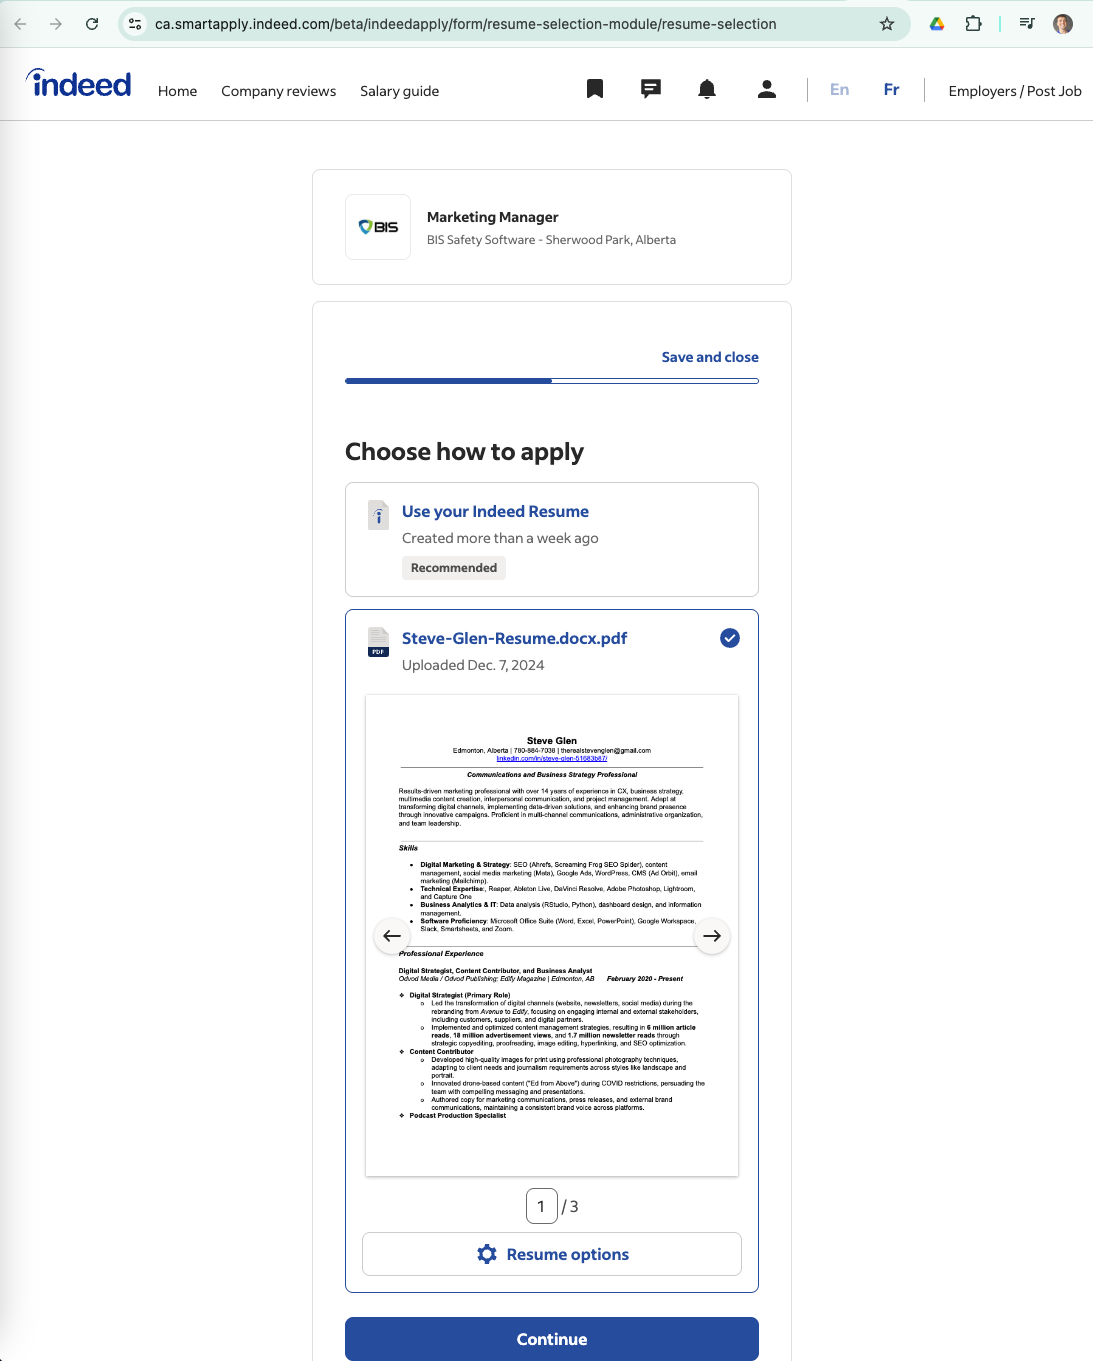 ca.smartapply.indeed.com/beta/indeedapply/form/resume-selection-module/resume-selection
indeed
Home
Company reviews
Salary guide
En
Fr
Employers / Post Job
BIS
Marketing Manager
BIS Safety Software - Sherwood Park, Alberta
Save and close
Choose how to apply
i
Use your Indeed Resume
Created more than a week ago
Recommended
PDF
Steve-Glen-Resume.docx.pdf
Uploaded Dec. 7, 2024
Steve Glen
Edmonton, Alberta | 780-884-7038 | therealstevenglen@gmail.com
linkedin.com/in/steve-glen-51683b87/
Communications and Business Strategy Professional
Results-driven marketing professional with over 14 years of experience in CX, business strategy,
multimedia content creation, interpersonal communication, and project management. Adept at
transforming digital channels, implementing data-driven solutions, and enhancing brand presence
through innovative campaigns. Proficient in multi-channel communications, administrative organization,
and team leadership.
Skills
• Digital Marketing & Strategy: SEO (Ahrefs, Screaming Frog SEO Spider), content
management, social media marketing (Meta), Google Ads, WordPress, CMS (Ad Orbit), email
marketing (Mailchimp).
• Technical Expertise:, Reaper, Ableton Live, DaVinci Resolve, Adobe Photoshop, Lightroom,
and Capture One
• Business Analytics & IT: Data analysis (RStudio, Python), dashboard design, and information
management.
• Software Proficiency: Microsoft Office Suite (Word, Excel, PowerPoint), Google Workspace,
Slack, Smartsheets, and Zoom.
Professional Experience
Digital Strategist, Content Contributor, and Business Analyst
Odvod Media / Odvod Publishing; Edify Magazine | Edmonton, AB February 2020 - Present
❖ Digital Strategist (Primary Role)
○ Led the transformation of digital channels (website, newsletters, social media) during the
rebranding from Avenue to Edify, focusing on engaging internal and external stakeholders,
including customers, suppliers, and digital partners.
○ Implemented and optimized content management strategies, resulting in 6 million article
reads, 18 million advertisement views, and 1.7 million newsletter reads through
strategic copyediting, proofreading, image editing, hyperlinking, and SEO optimization.
❖ Content Contributor
○ Developed high-quality images for print using professional photography techniques,
adapting to client needs and journalism requirements across styles like landscape and
portrait.
○ Innovated drone-based content ("Ed from Above") during COVID restrictions, persuading the
team with compelling messaging and presentations.
○ Authored copy for marketing communications, press releases, and external brand
communications, maintaining a consistent brand voice across platforms.
❖ Podcast Production Specialist
1 / 3
Resume options
Continue